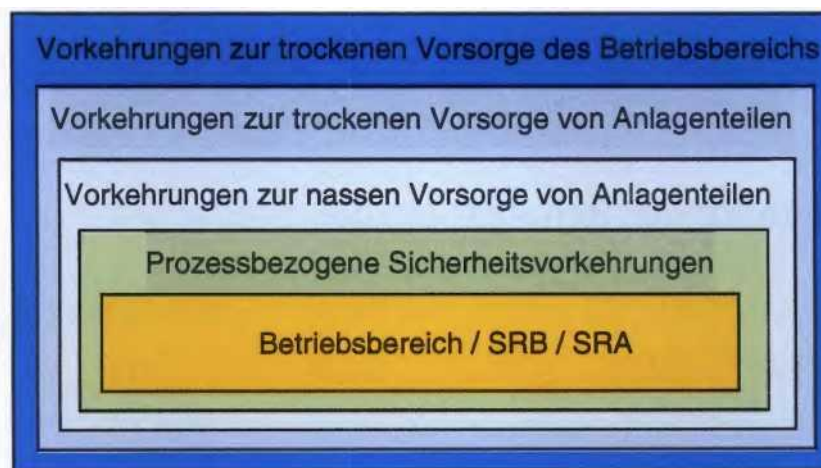 Vorkehrungen zur trockenen Vorsorge des Betriebsbereichs
Vorkehrungen zur trockenen Vorsorge von Anlagenteilen
Vorkehrungen zur nassen Vorsorge von Anlagenteilen
Prozessbezogene Sicherheitsvorkehrungen
Betriebsbereich / SRB / SRA